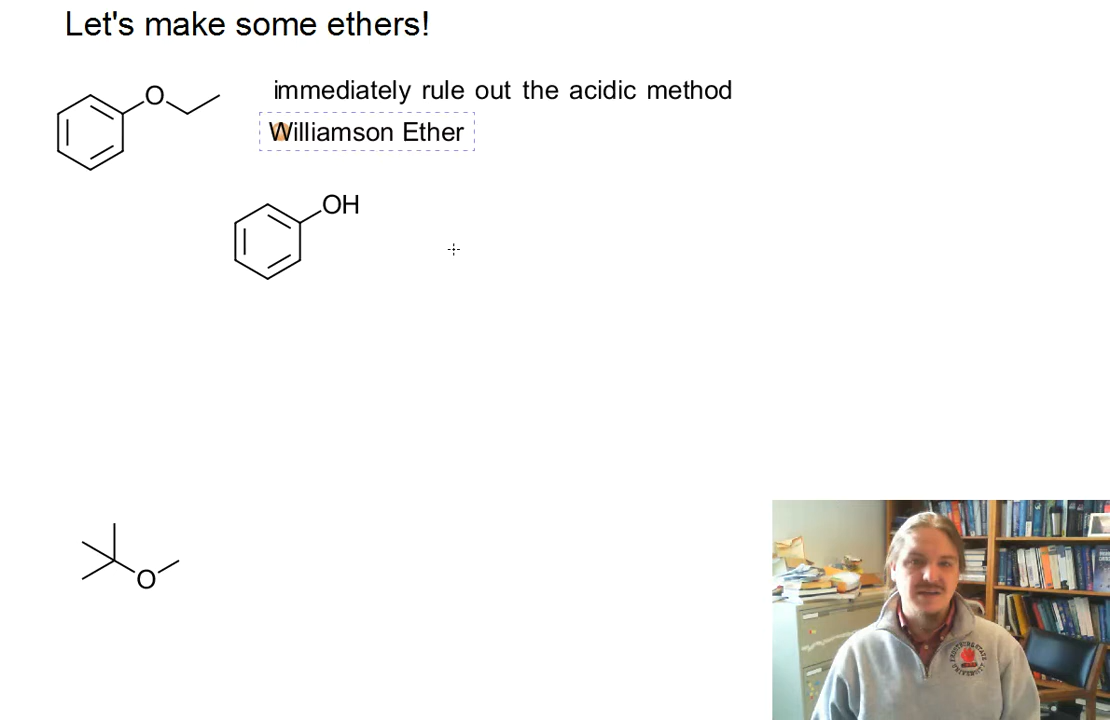 Let's make some ethers!
O
immediately rule out the acidic method
Williamson Ether
OH
O